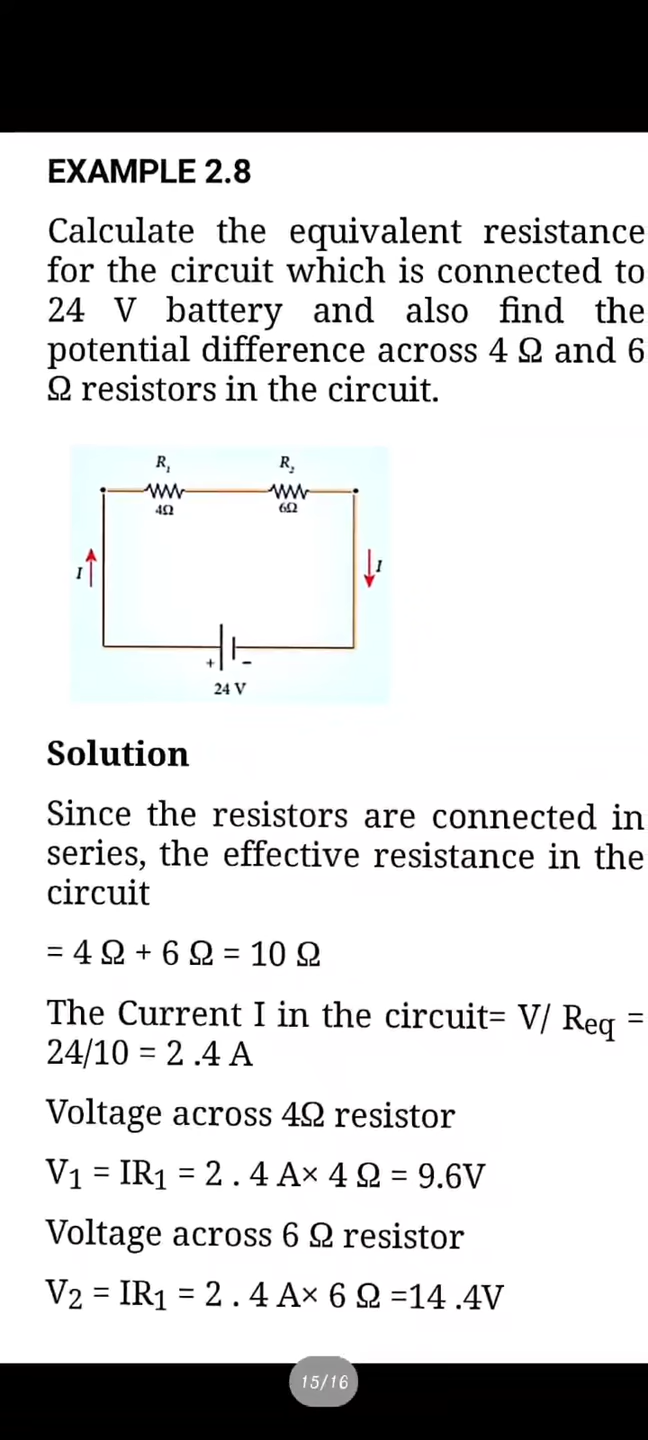 EXAMPLE 2.8
Calculate the equivalent resistance
for the circuit which is connected to
24 V battery and also find the
potential difference across 4 Ω and 6
Ω resistors in the circuit.
R₁ R₂
4Ω 6Ω
I I
+ -
24 V
Solution
Since the resistors are connected in
series, the effective resistance in the
circuit
= 4 Ω + 6 Ω = 10 Ω
The Current I in the circuit= V/ Req =
24/10 = 2 .4 A
Voltage across 4Ω resistor
V₁ = IR₁ = 2 . 4 A× 4 Ω = 9.6V
Voltage across 6 Ω resistor
V₂ = IR₁ = 2 . 4 A× 6 Ω =14 .4V
15/16